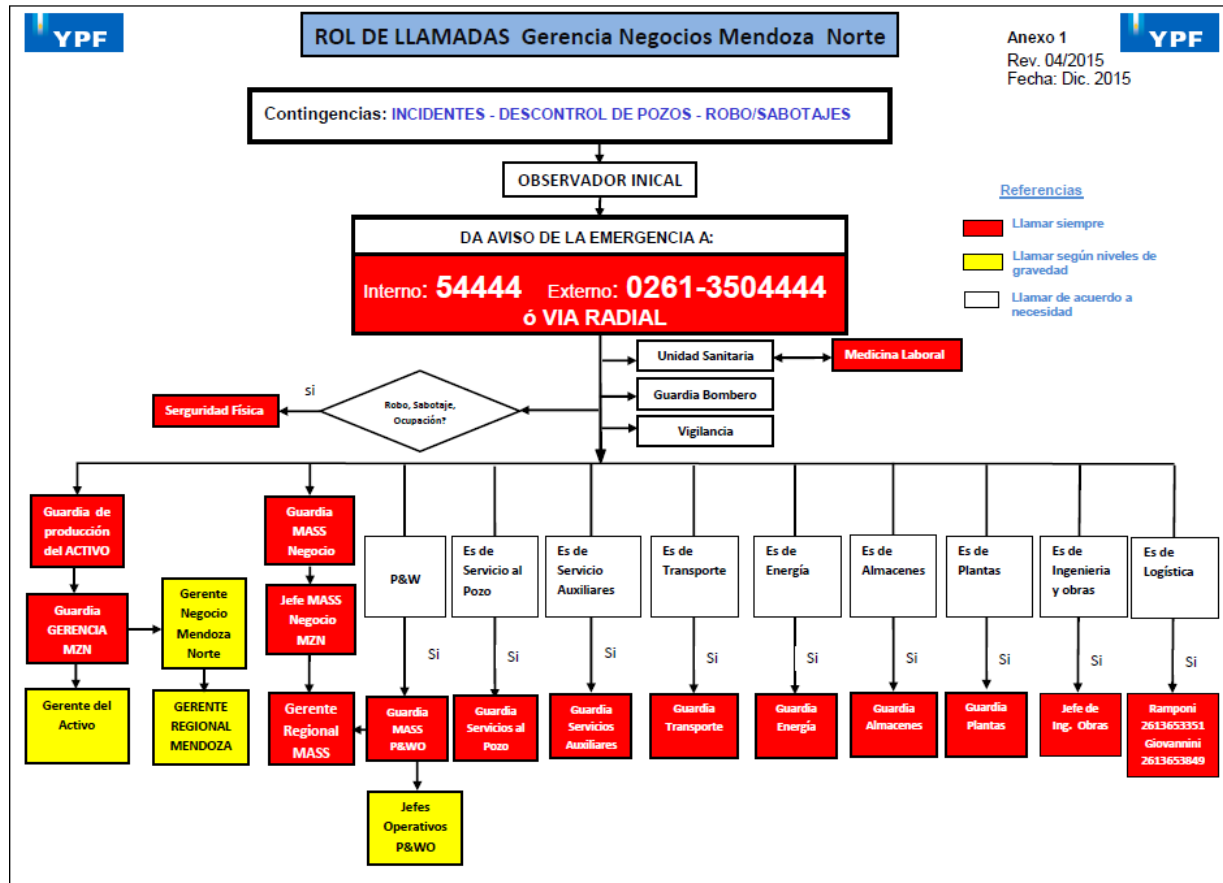 YPF
ROL DE LLAMADAS Gerencia Negocios Mendoza Norte
YPF
Anexo 1
Rev. 04/2015
Fecha: Dic. 2015
Contingencias: INCIDENTES - DESCONTROL DE POZOS - ROBO/SABOTAJES
OBSERVADOR INICAL
Referencias
Llamar siempre
Llamar según niveles de
gravedad
Llamar de acuerdo a
necesidad
DA AVISO DE LA EMERGENCIA A:
Interno: 54444 Externo: 0261-3504444
ó VIA RADIAL
Unidad Sanitaria
Medicina Laboral
Guardia Bombero
Vigilancia
Robo, Sabotaje,
Ocupación?
si
Serguridad Física
Guardia de
producción
del ACTIVO
Guardia
GERENCIA
MZN
Gerente del
Activo
Gerente
Negocio
Mendoza
Norte
GERENTE
REGIONAL
MENDOZA
Guardia
MASS
Negocio
Jefe MASS
Negocio
MZN
Gerente
Regional
MASS
P&W
Si
Guardia
MASS
P&WO
Jefes
Operativos
P&WO
Es de
Servicio al
Pozo
Si
Guardia
Servicios al
Pozo
Es de
Servicio
Auxiliares
Si
Guardia
Servicios
Auxiliares
Es de
Transporte
Si
Guardia
Transporte
Es de
Energía
Si
Guardia
Energía
Es de
Almacenes
Si
Guardia
Almacenes
Es de
Plantas
Si
Guardia
Plantas
Es de
Ingenieria
y obras
Si
Jefe de
Ing. Obras
Es de
Logística
Si
Ramponi
2613653351
Giovannini
2613653849